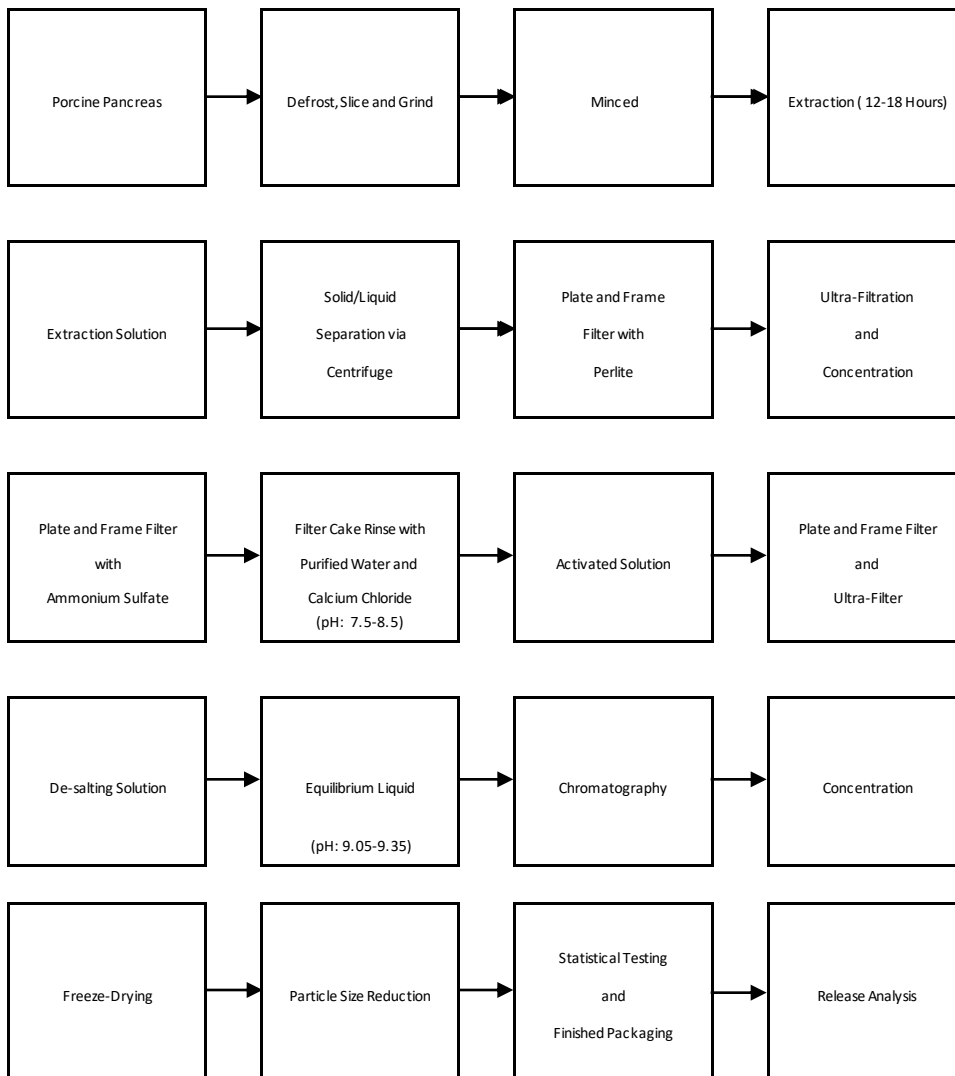 Porcine Pancreas
Defrost, Slice and Grind
Minced
Extraction ( 12-18 Hours)
Extraction Solution
Solid/Liquid
Separation via
Centrifuge
Plate and Frame
Filter with
Perlite
Ultra-Filtration
and
Concentration
Plate and Frame Filter
with
Ammonium Sulfate
Filter Cake Rinse with
Purified Water and
Calcium Chloride
(pH: 7.5-8.5)
Activated Solution
Plate and Frame Filter
and
Ultra-Filter
De-salting Solution
Equilibrium Liquid
(pH: 9.05-9.35)
Chromatography
Concentration
Freeze-Drying
Particle Size Reduction
Statistical Testing
and
Finished Packaging
Release Analysis